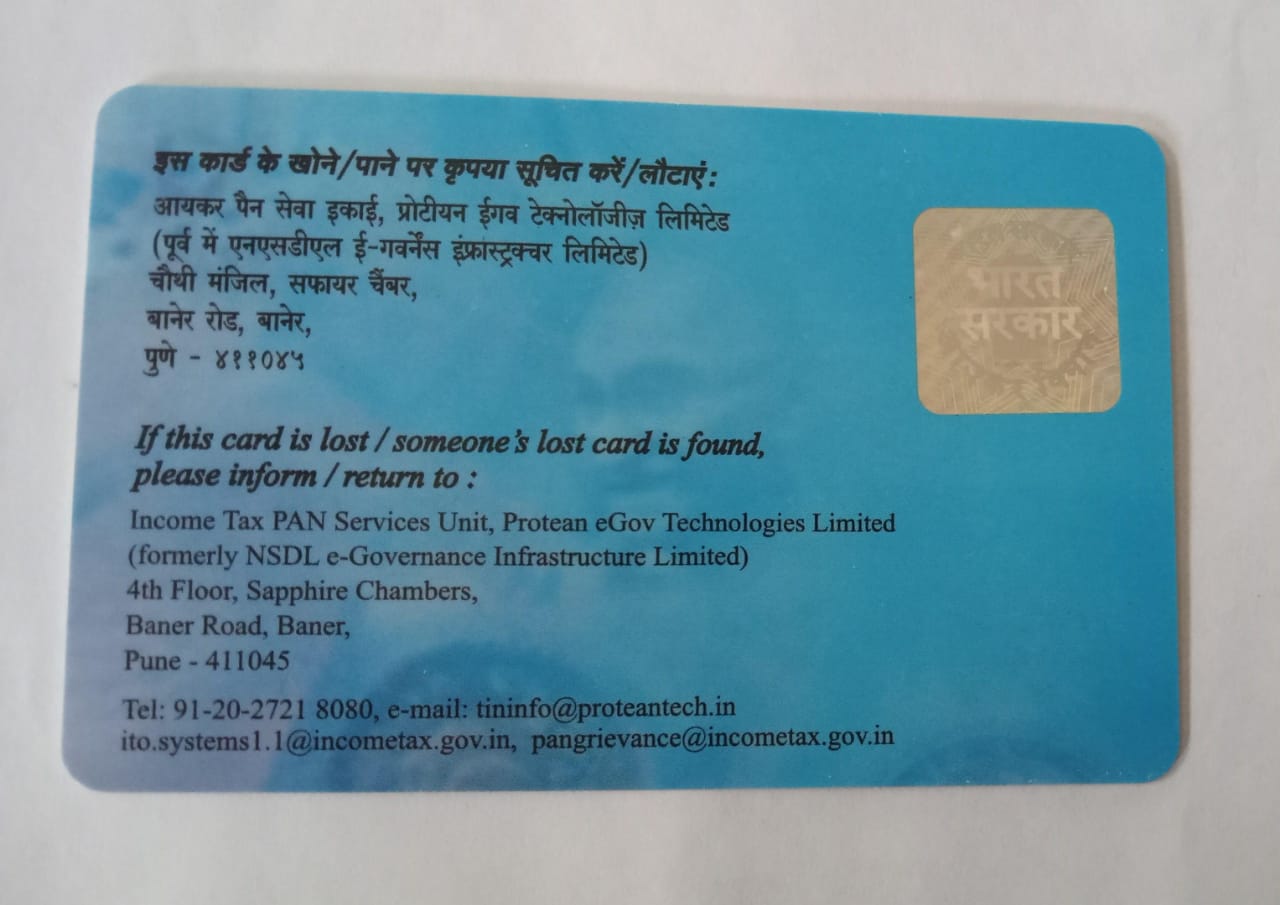 इस कार्ड के खोने/पाने पर कृपया सूचित करें/लौटाएं:
आयकर पैन सेवा इकाई, प्रोटीयन ईगव टेक्नोलॉजीज़ लिमिटेड
(पूर्व में एनएसडीएल ई-गवर्नेंस इंफ्रास्ट्रक्चर लिमिटेड)
चौथी मंजिल, सफायर चैंबर,
बानेर रोड, बानेर,
पुणे - ४११०४५
भारत
सरकार
If this card is lost / someone's lost card is found,
please inform / return to :
Income Tax PAN Services Unit, Protean eGov Technologies Limited
(formerly NSDL e-Governance Infrastructure Limited)
4th Floor, Sapphire Chambers,
Baner Road, Baner,
Pune - 411045
Tel: 91-20-2721 8080, e-mail: tininfo@proteantech.in
ito.systems1.1@incometax.gov.in, pangrievance@incometax.gov.in